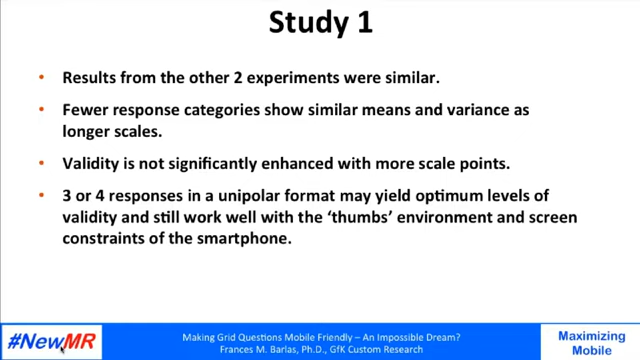 Study 1
• Results from the other 2 experiments were similar.
• Fewer response categories show similar means and variance as
longer scales.
• Validity is not significantly enhanced with more scale points.
• 3 or 4 responses in a unipolar format may yield optimum levels of
validity and still work well with the ‘thumbs’ environment and screen
constraints of the smartphone.
#NewMR
Making Grid Questions Mobile Friendly – An Impossible Dream?
Frances M. Barlas, Ph.D., GfK Custom Research
Maximizing
Mobile